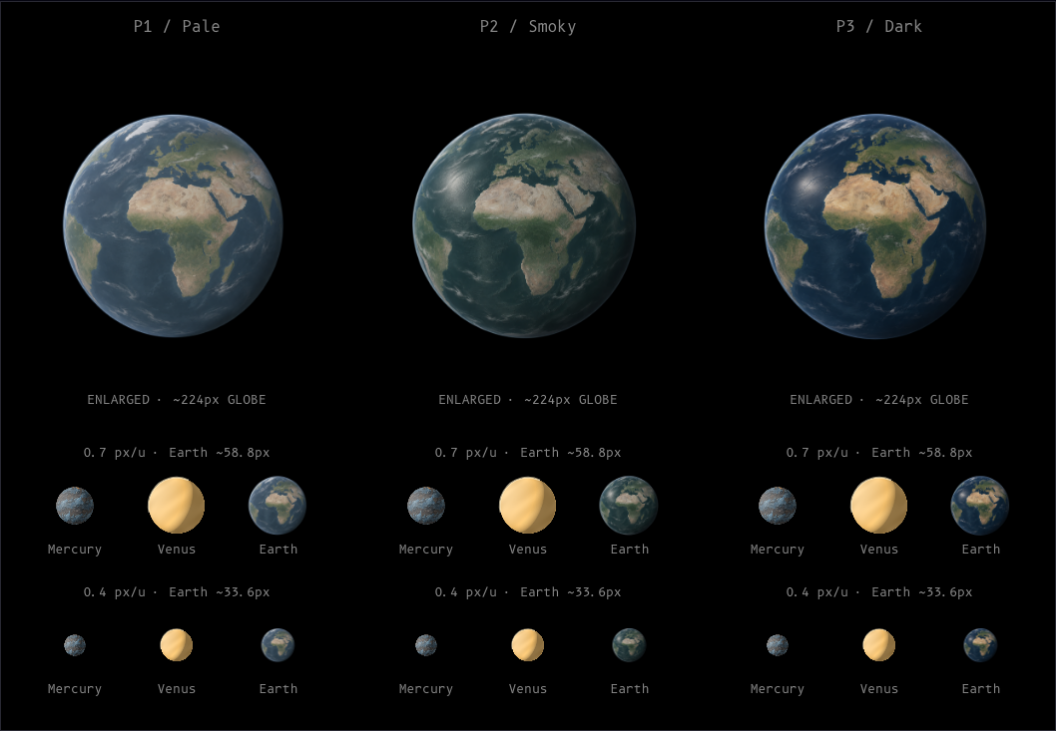 P1 / Pale
P2 / Smoky
P3 / Dark
ENLARGED · ~224px GLOBE
ENLARGED · ~224px GLOBE
ENLARGED · ~224px GLOBE
0.7 px/u · Earth ~58.8px
0.7 px/u · Earth ~58.8px
0.7 px/u · Earth ~58.8px
Mercury Venus Earth
Mercury Venus Earth
Mercury Venus Earth
0.4 px/u · Earth ~33.6px
0.4 px/u · Earth ~33.6px
0.4 px/u · Earth ~33.6px
Mercury Venus Earth
Mercury Venus Earth
Mercury Venus Earth